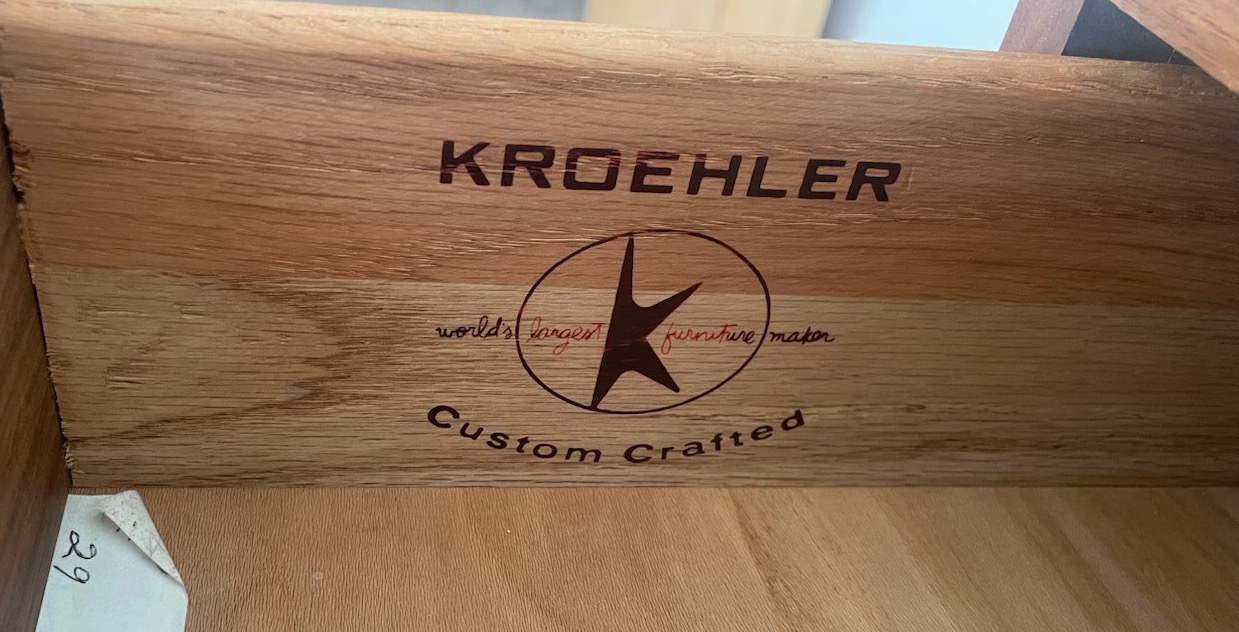 KROEHLER
K
world's largest furniture maker
Custom Crafted
29